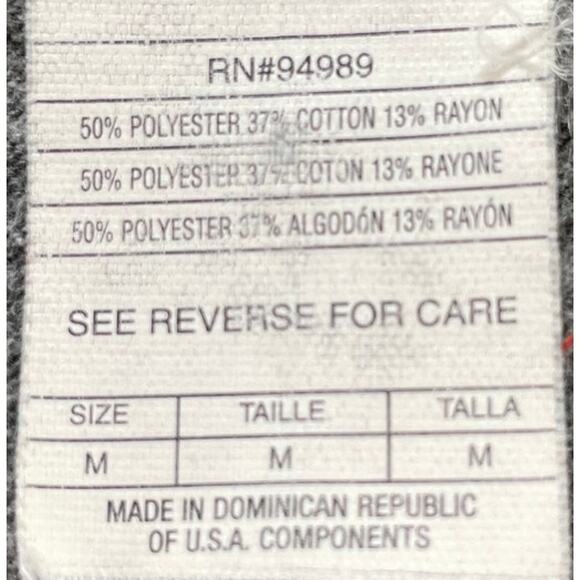 RN#94989
50% POLYESTER 37% COTTON 13% RAYON
50% POLYESTER 37% COTON 13% RAYONE
50% POLYESTER 37% ALGODÓN 13% RAYÓN
SEE REVERSE FOR CARE
SIZE TAILLE TALLA
M M M
MADE IN DOMINICAN REPUBLIC
OF U.S.A. COMPONENTS